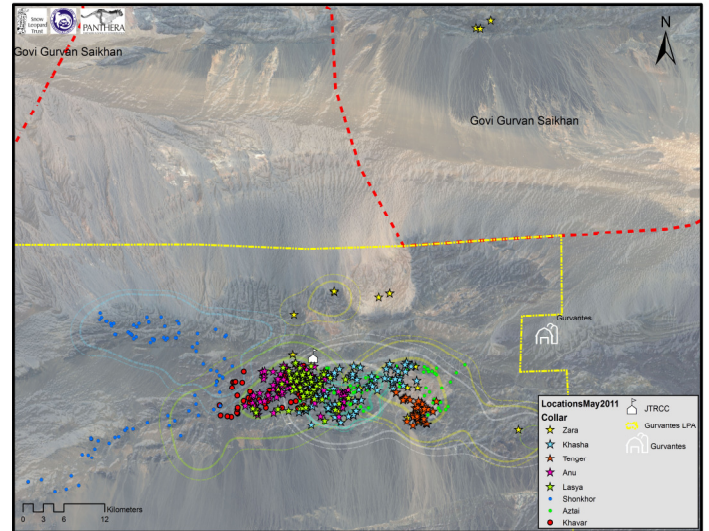 Snow
Leopard
Trust
PANTHERA
Govi Gurvan Saikhan
N
Govi Gurvan Saikhan
Gurvantes
LocationsMay2011
Collar
Zara
Khasha
Tenger
Anu
Lasya
Shonkhor
Aztai
Khavar
JTRCC
Gurvantes LPA
Gurvantes
Kilometers
0 3 6 12